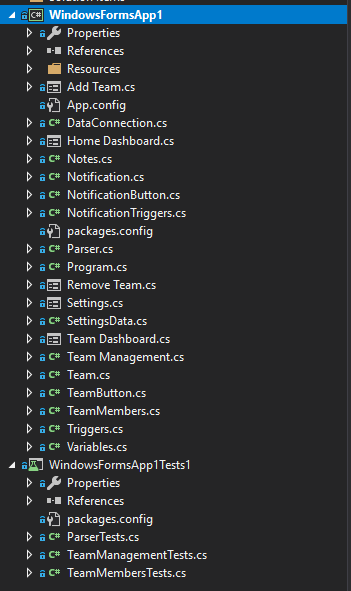 WindowsFormsApp1
Properties
References
Resources
Add Team.cs
App.config
C# DataConnection.cs
Home Dashboard.cs
C# Notes.cs
C# Notification.cs
C# NotificationButton.cs
C# NotificationTriggers.cs
packages.config
C# Parser.cs
C# Program.cs
Remove Team.cs
Settings.cs
C# SettingsData.cs
Team Dashboard.cs
C# Team Management.cs
C# Team.cs
C# TeamButton.cs
C# TeamMembers.cs
C# Triggers.cs
C# Variables.cs
WindowsFormsApp1Tests1
Properties
References
packages.config
C# ParserTests.cs
C# TeamManagementTests.cs
C# TeamMembersTests.cs